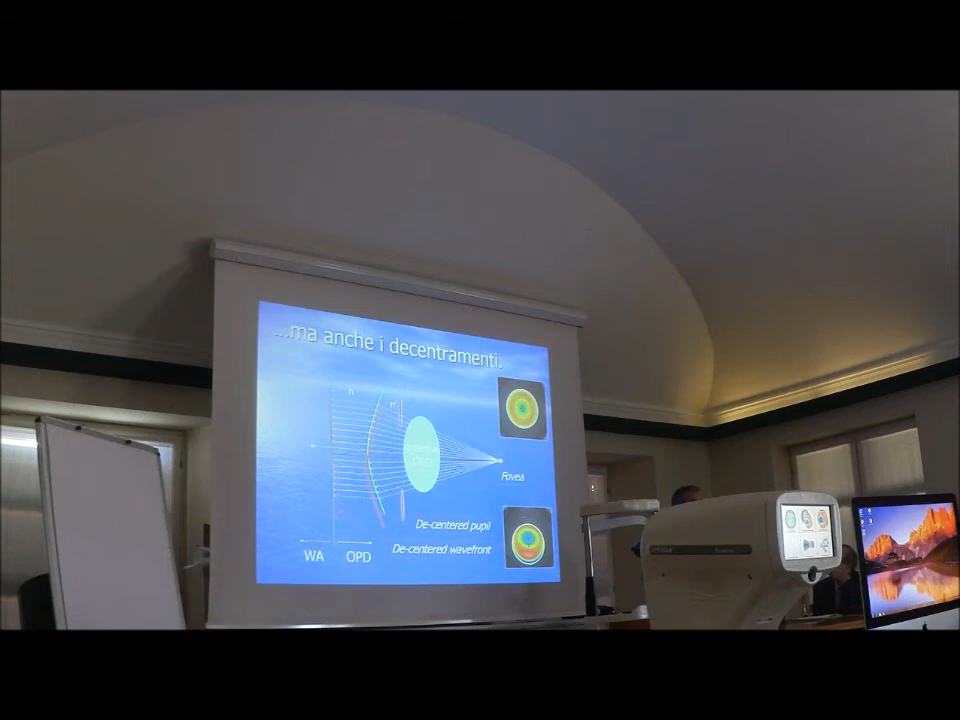 ...ma anche i decentramenti.
n
n'
Fovea
De-centered pupil
De-centered wavefront
WA
OPD